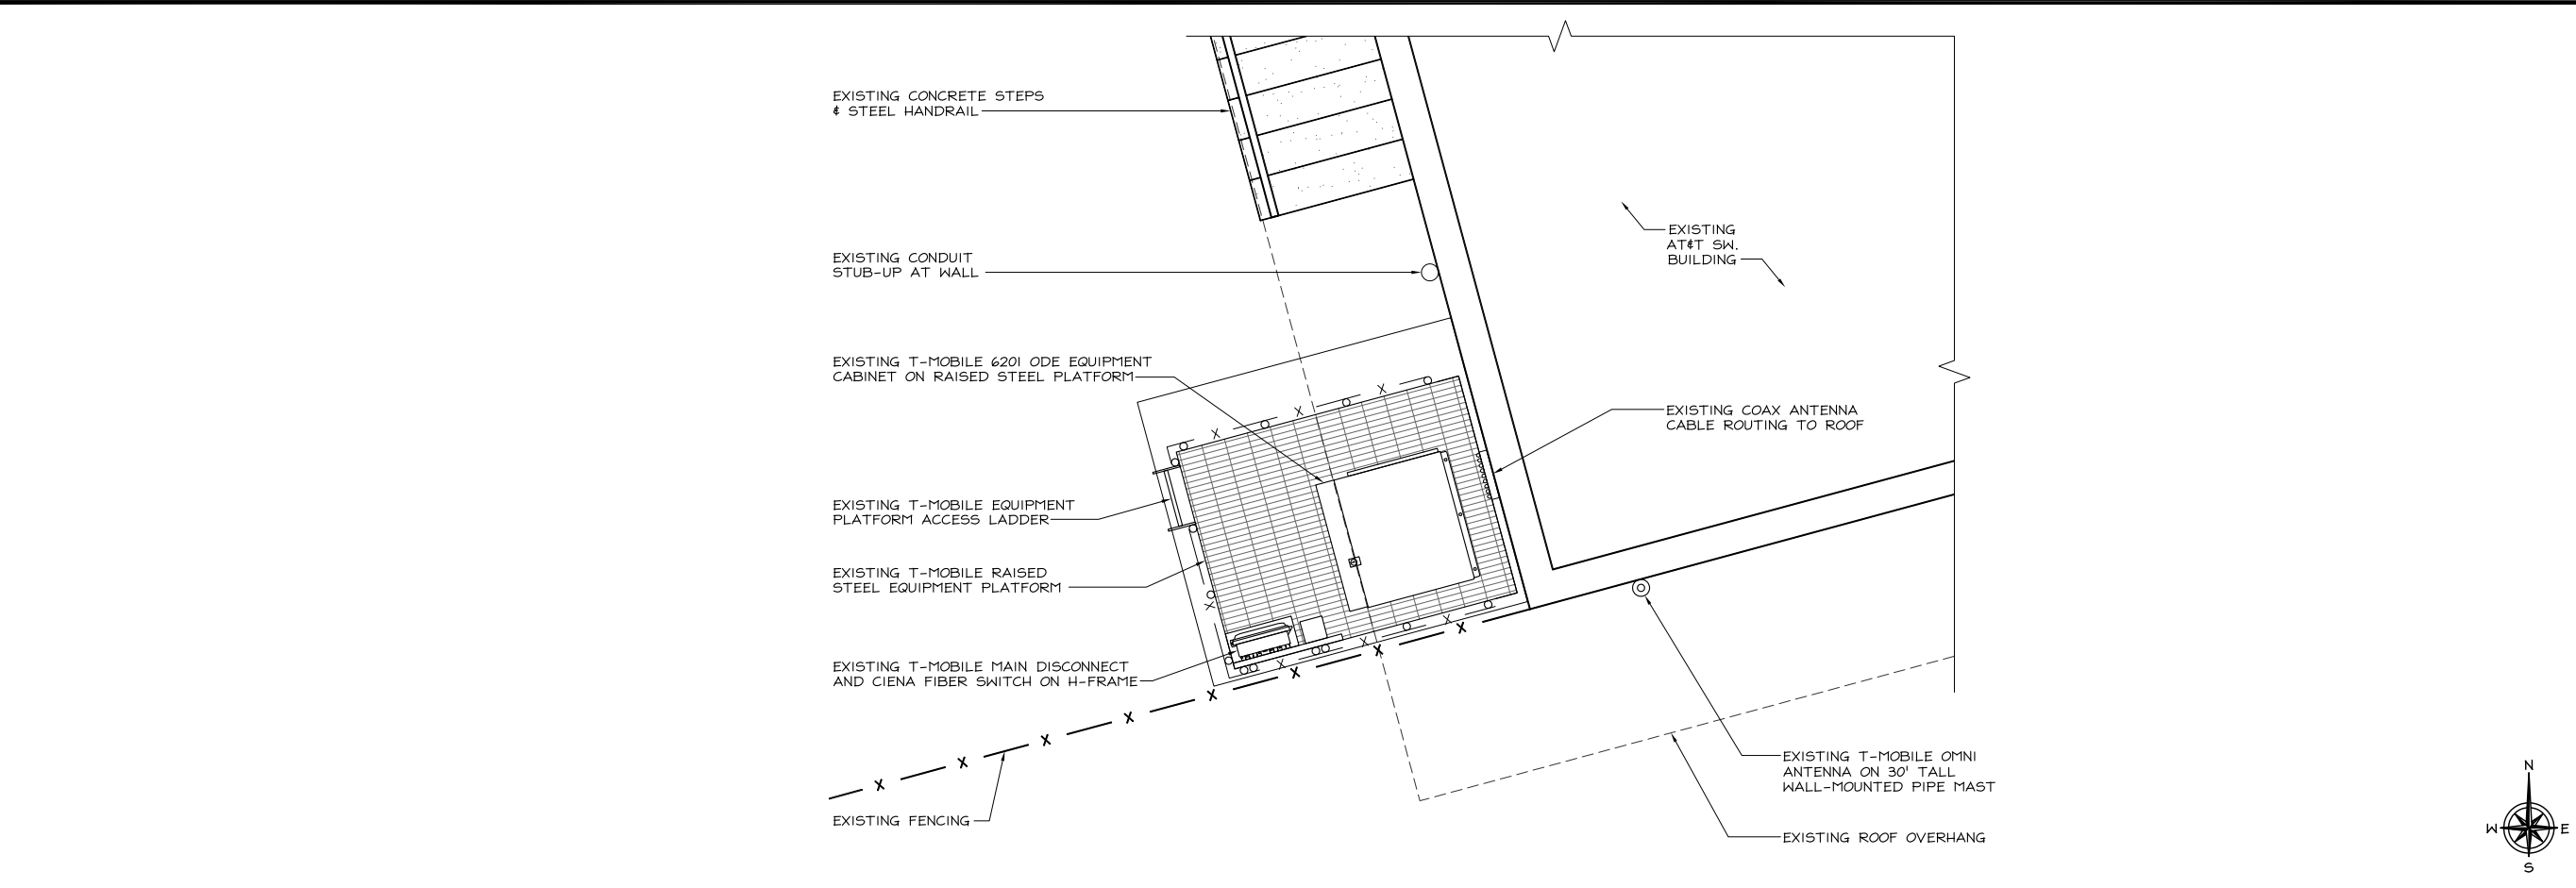 EXISTING CONCRETE STEPS
& STEEL HANDRAIL
EXISTING CONDUIT
STUB-UP AT WALL
EXISTING T-MOBILE 6201 ODE EQUIPMENT
CABINET ON RAISED STEEL PLATFORM
EXISTING T-MOBILE EQUIPMENT
PLATFORM ACCESS LADDER
EXISTING T-MOBILE RAISED
STEEL EQUIPMENT PLATFORM
EXISTING T-MOBILE MAIN DISCONNECT
AND CIENA FIBER SWITCH ON H-FRAME
EXISTING FENCING
EXISTING
AT&T SW.
BUILDING
EXISTING COAX ANTENNA
CABLE ROUTING TO ROOF
EXISTING T-MOBILE OMNI
ANTENNA ON 30' TALL
WALL-MOUNTED PIPE MAST
EXISTING ROOF OVERHANG
N
W E
S